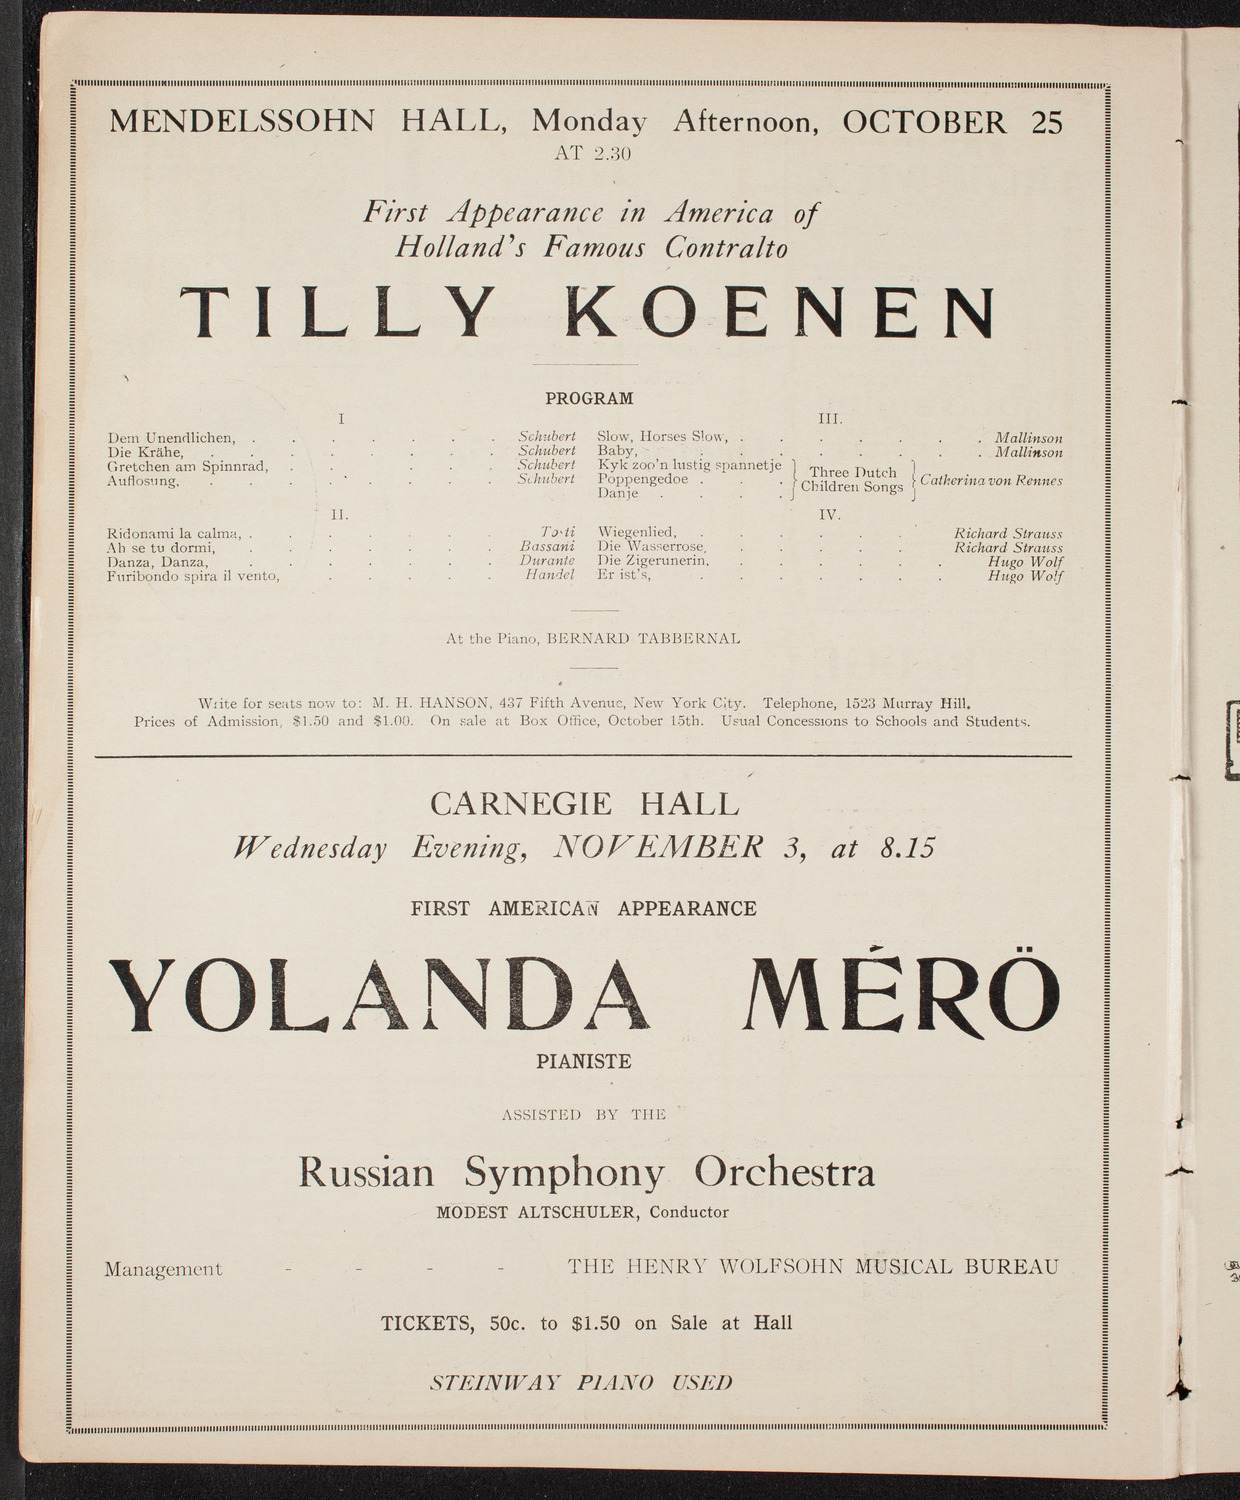 MENDELSSOHN HALL, Monday Afternoon, OCTOBER 25
AT 2.30
First Appearance in America of
Holland's Famous Contralto
TILLY KOENEN
PROGRAM
I
Dem Unendlichen, . . . . . . . Schubert
Die Krähe, . . . . . . . . Schubert
Gretchen am Spinnrad, . . . . . . Schubert
Auflosung, . . . . . . . . Schubert
II.
Ridonami la calma, . . . . . . . Tosti
Ah se tu dormi, . . . . . . . Bassani
Danza, Danza, . . . . . . . Durante
Furibondo spira il vento, . . . . . Handel
III.
Slow, Horses Slow, . . . . . . . Mallinson
Baby, . . . . . . . . Mallinson
Kyk zoo'n lustig spannetje
Poppengedoe . . .
Danje . . . .
Three Dutch
Children Songs
Catherina von Rennes
IV.
Wiegenlied, . . . . . . Richard Strauss
Die Wasserrose, . . . . . Richard Strauss
Die Zigerunerin, . . . . . . Hugo Wolf
Er ist's, . . . . . . . Hugo Wolf
At the Piano, BERNARD TABBERNAL
Write for seats now to: M. H. HANSON, 437 Fifth Avenue, New York City. Telephone, 1523 Murray Hill.
Prices of Admission, $1.50 and $1.00. On sale at Box Office, October 15th. Usual Concessions to Schools and Students.
CARNEGIE HALL
Wednesday Evening, NOVEMBER 3, at 8.15
FIRST AMERICAN APPEARANCE
YOLANDA MÉRÖ
PIANISTE
ASSISTED BY THE
Russian Symphony Orchestra
MODEST ALTSCHULER, Conductor
Management - - - - THE HENRY WOLFSOHN MUSICAL BUREAU
TICKETS, 50c. to $1.50 on Sale at Hall
STEINWAY PIANO USED